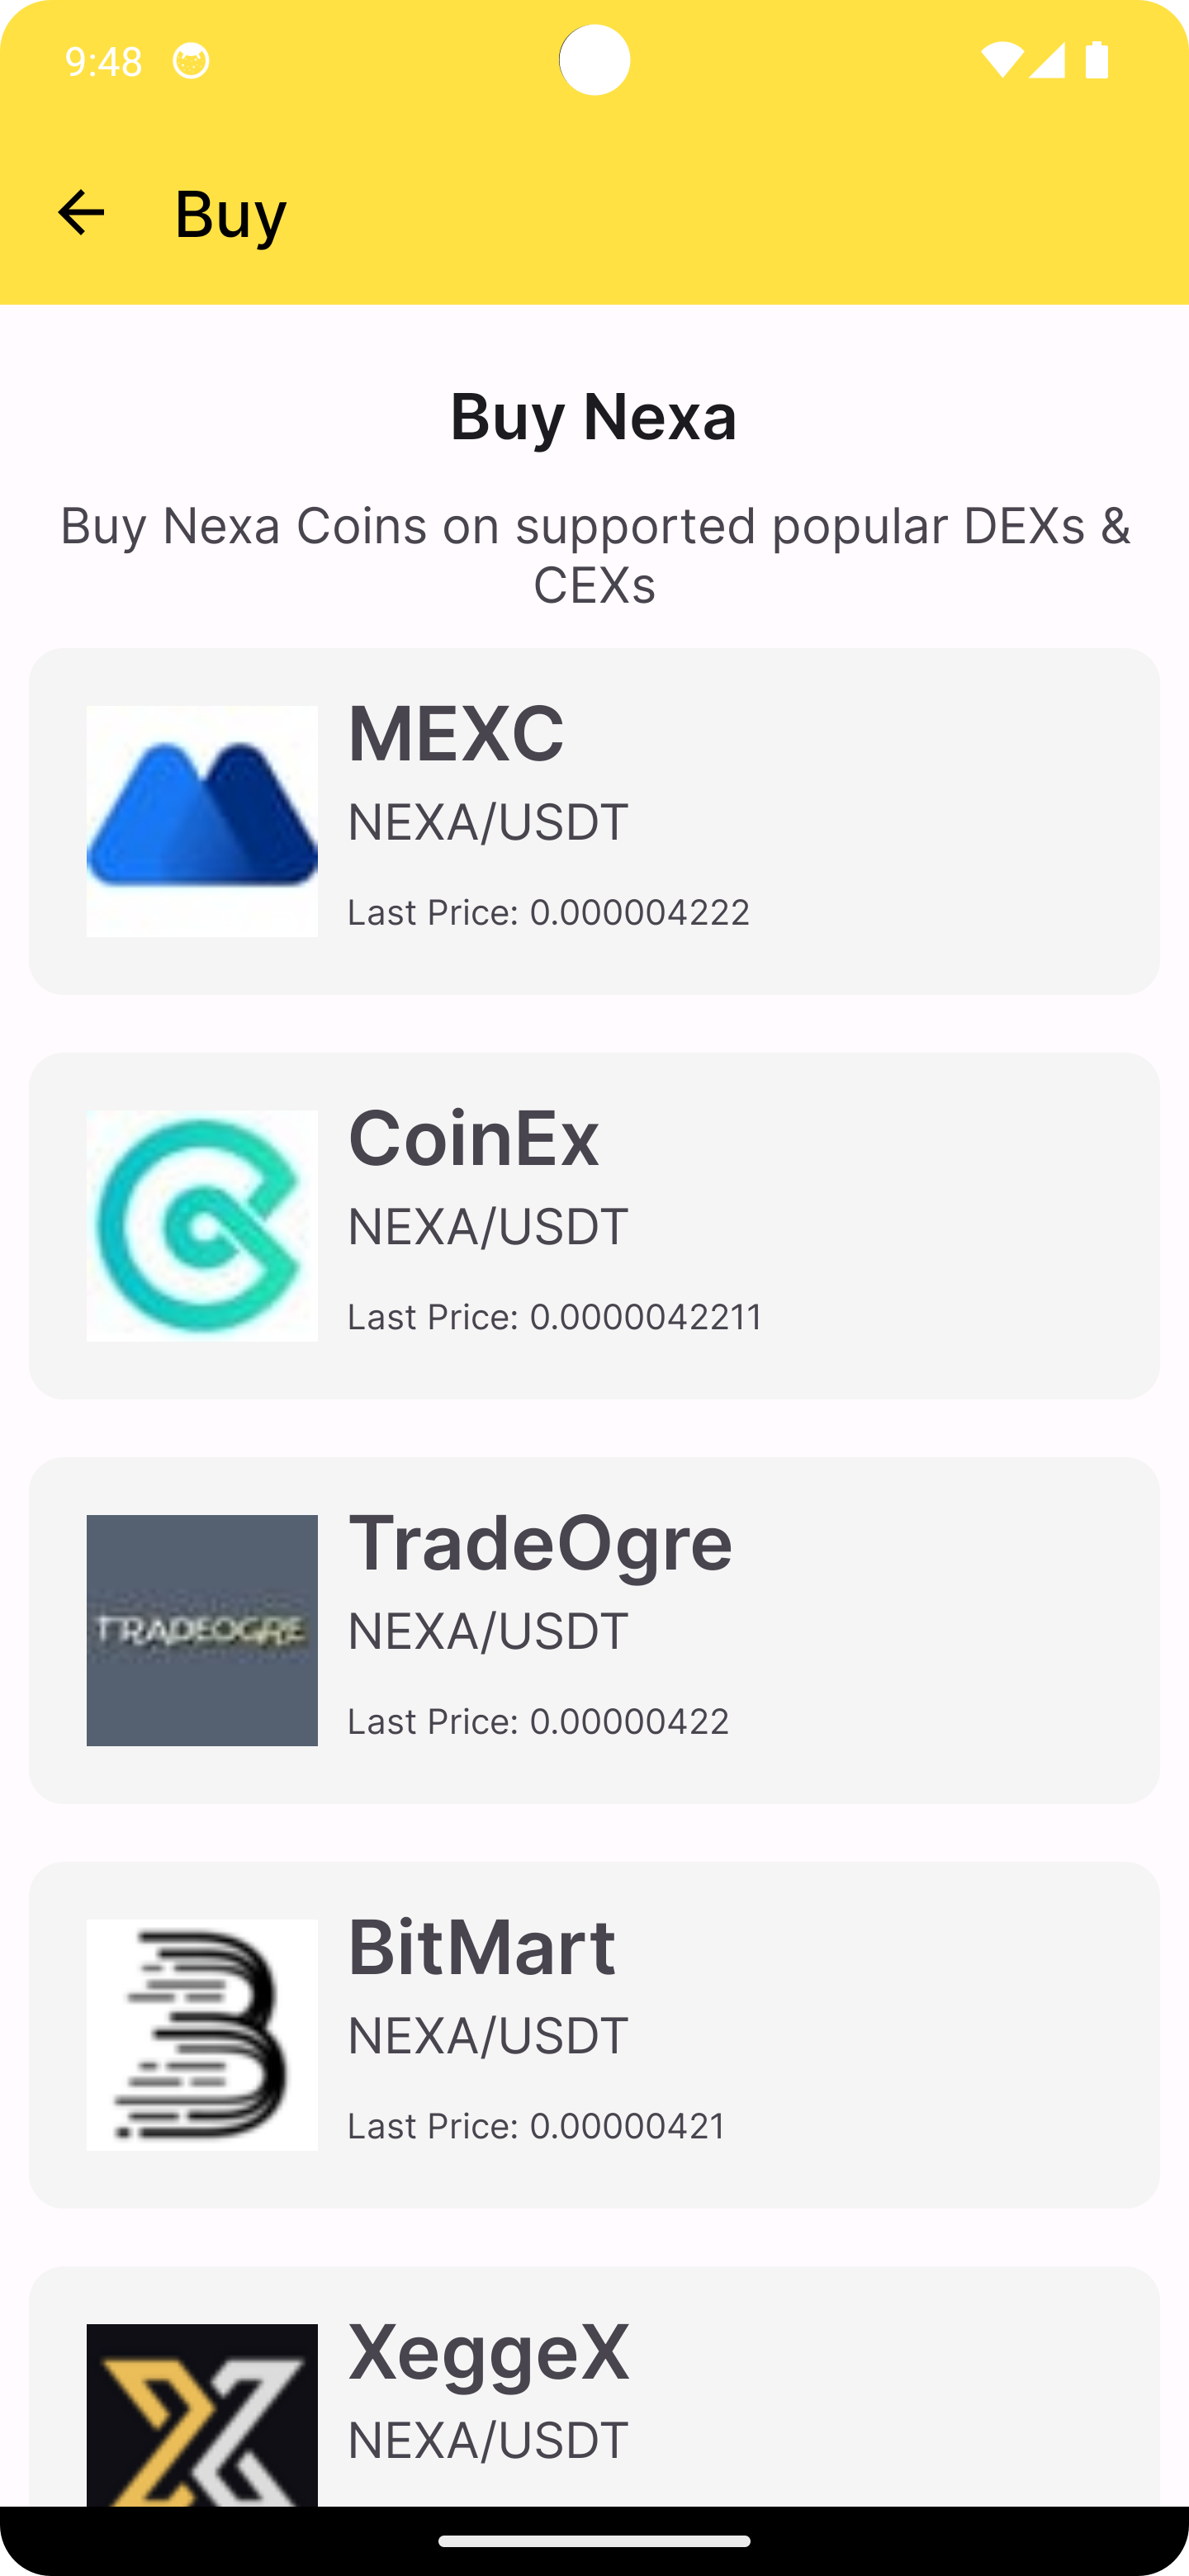 9:48
Buy
Buy Nexa
Buy Nexa Coins on supported popular DEXs &
CEXs
MEXC
NEXA/USDT
Last Price: 0.000004222
CoinEx
NEXA/USDT
Last Price: 0.0000042211
TRADEOGRE
TradeOgre
NEXA/USDT
Last Price: 0.00000422
BitMart
NEXA/USDT
Last Price: 0.00000421
XeggeX
NEXA/USDT